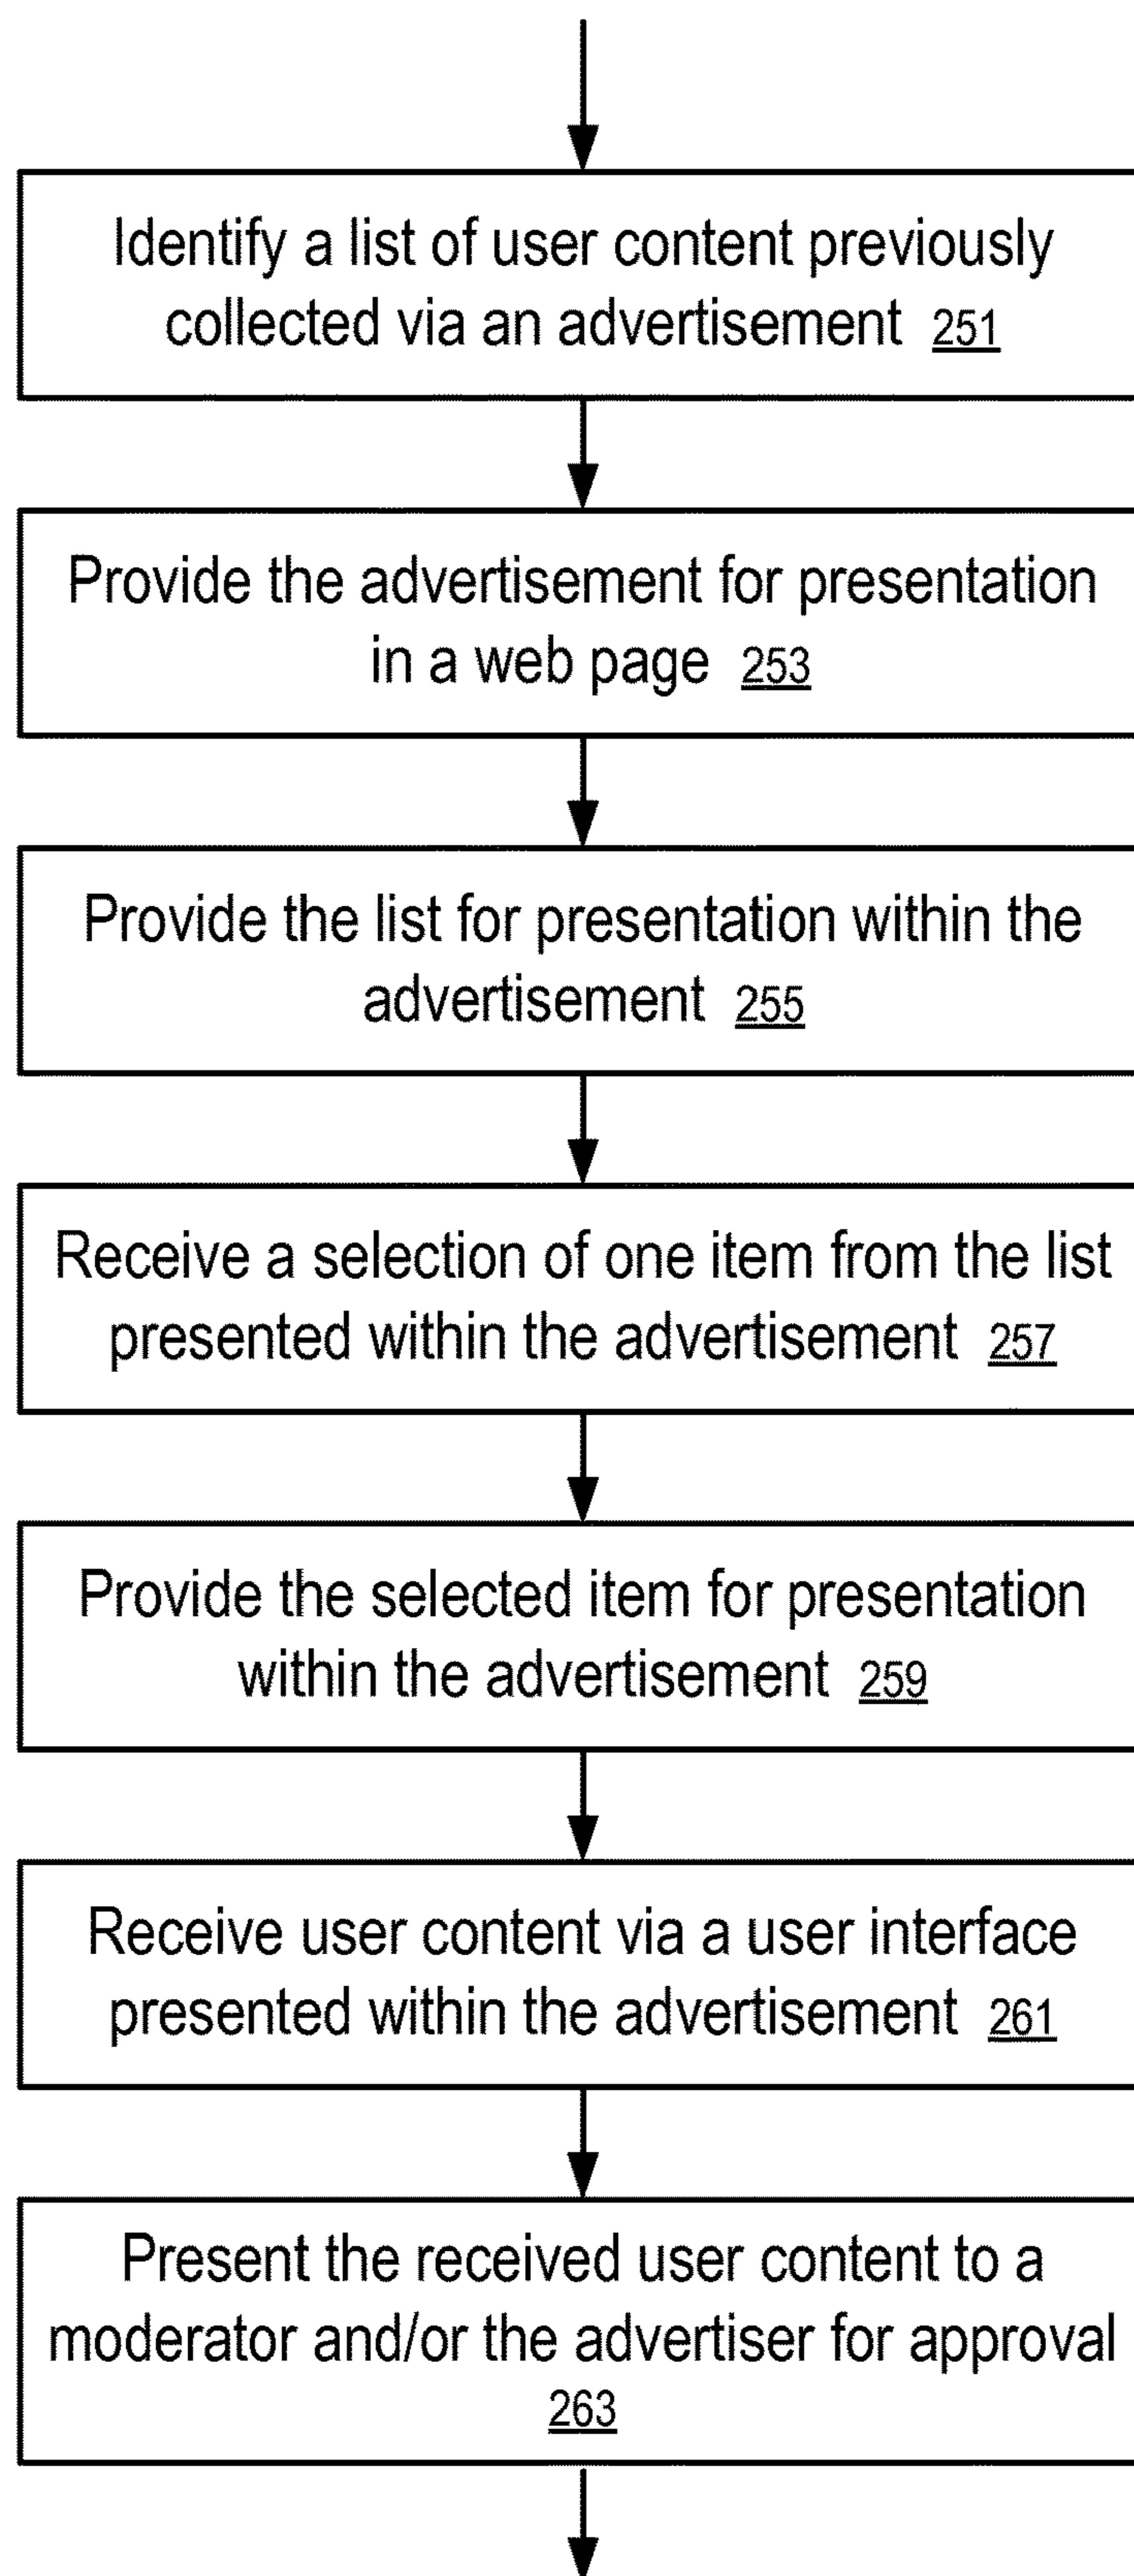 Identify a list of user content previously
collected via an advertisement 251
Provide the advertisement for presentation
in a web page 253
Provide the list for presentation within the
advertisement 255
Receive a selection of one item from the list
presented within the advertisement 257
Provide the selected item for presentation
within the advertisement 259
Receive user content via a user interface
presented within the advertisement 261
Present the received user content to a
moderator and/or the advertiser for approval
263